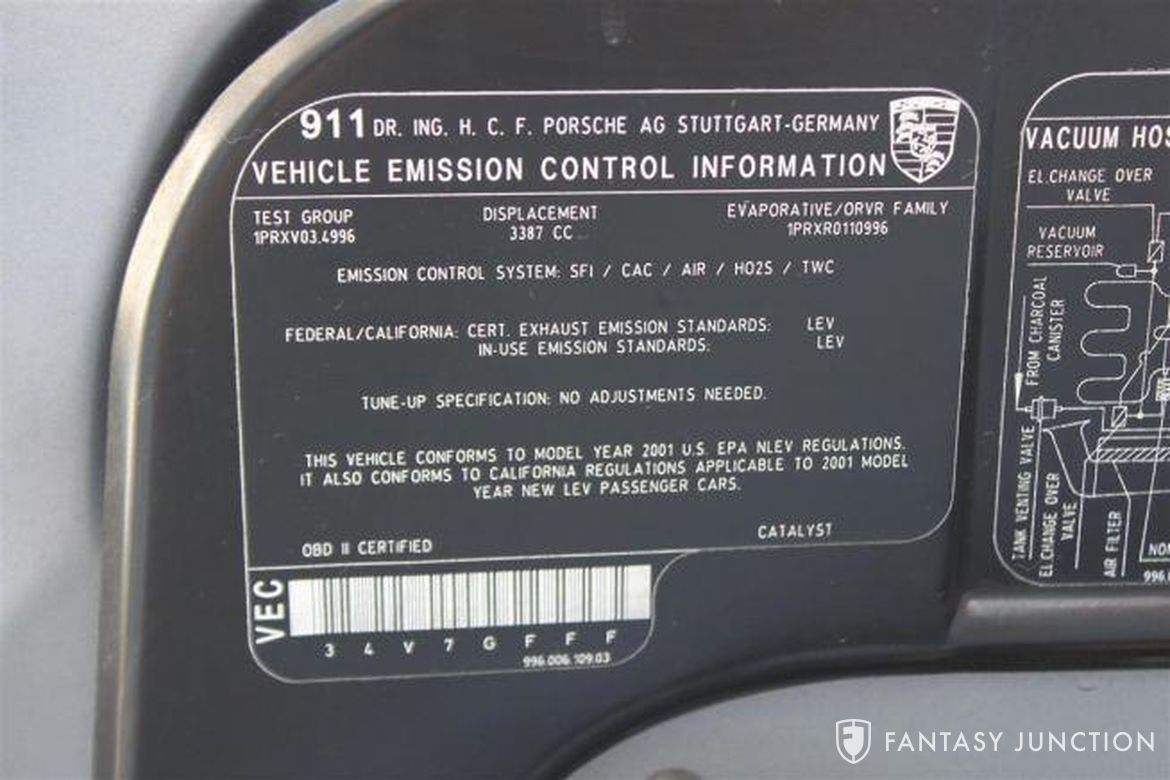 911 DR. ING. H. C. F. PORSCHE AG STUTTGART-GERMANY
VEHICLE EMISSION CONTROL INFORMATION
TEST GROUP
1PRXV03.4996
DISPLACEMENT
3387 CC
EVAPORATIVE/ORVR FAMILY
1PRXR0110996
EMISSION CONTROL SYSTEM: SFI / CAC / AIR / HO2S / TWC
FEDERAL/CALIFORNIA: CERT. EXHAUST EMISSION STANDARDS: LEV
IN-USE EMISSION STANDARDS: LEV
TUNE-UP SPECIFICATION: NO ADJUSTMENTS NEEDED.
THIS VEHICLE CONFORMS TO MODEL YEAR 2001 U.S. EPA NLEV REGULATIONS.
IT ALSO CONFORMS TO CALIFORNIA REGULATIONS APPLICABLE TO 2001 MODEL
YEAR NEW LEV PASSENGER CARS.
OBD II CERTIFIED
CATALYST
VEC
3 4 V 7 G F F F
996.006.109.03
VACUUM HOS
EL.CHANGE OVER
VALVE
VACUUM
RESERVOIR
FROM CHARCOAL
CANISTER
TANK VENTING VALVE
EL.CHANGE OVER
VALVE
AIR FILTER
NON
996.0
FANTASY JUNCTION